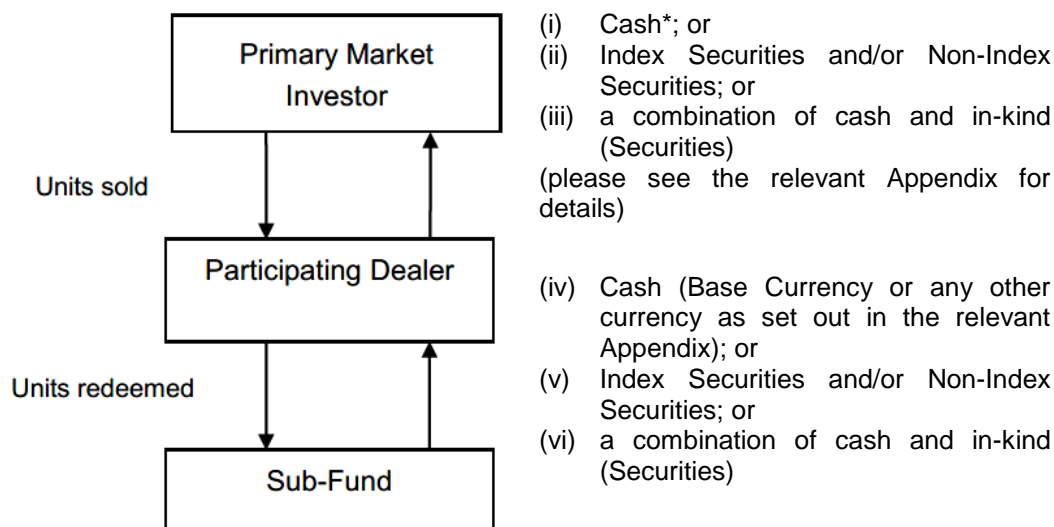 Primary Market
Investor
Units sold
Participating Dealer
Units redeemed
Sub-Fund
(i) Cash*; or
(ii) Index Securities and/or Non-Index
Securities; or
(iii) a combination of cash and in-kind
(Securities)
(please see the relevant Appendix for
details)
(iv) Cash (Base Currency or any other
currency as set out in the relevant
Appendix); or
(v) Index Securities and/or Non-Index
Securities; or
(vi) a combination of cash and in-kind
(Securities)